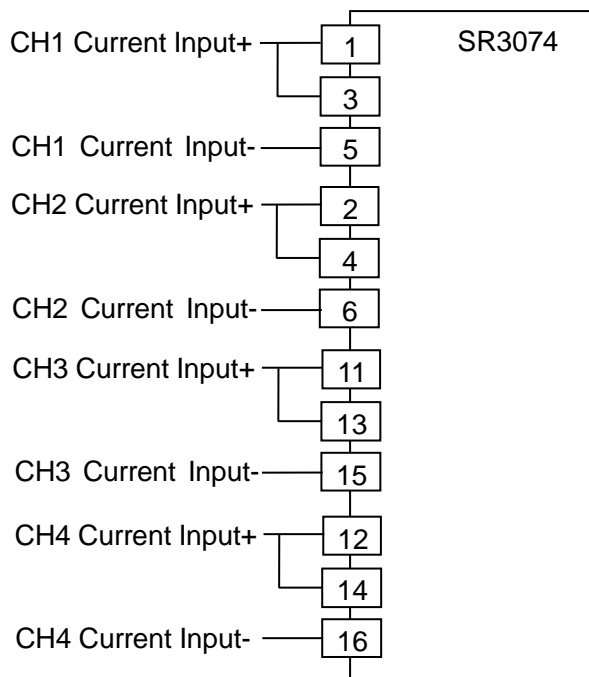 SR3074
CH1 Current Input+ 1
3
CH1 Current Input- 5
CH2 Current Input+ 2
4
CH2 Current Input- 6
CH3 Current Input+ 11
13
CH3 Current Input- 15
CH4 Current Input+ 12
14
CH4 Current Input- 16